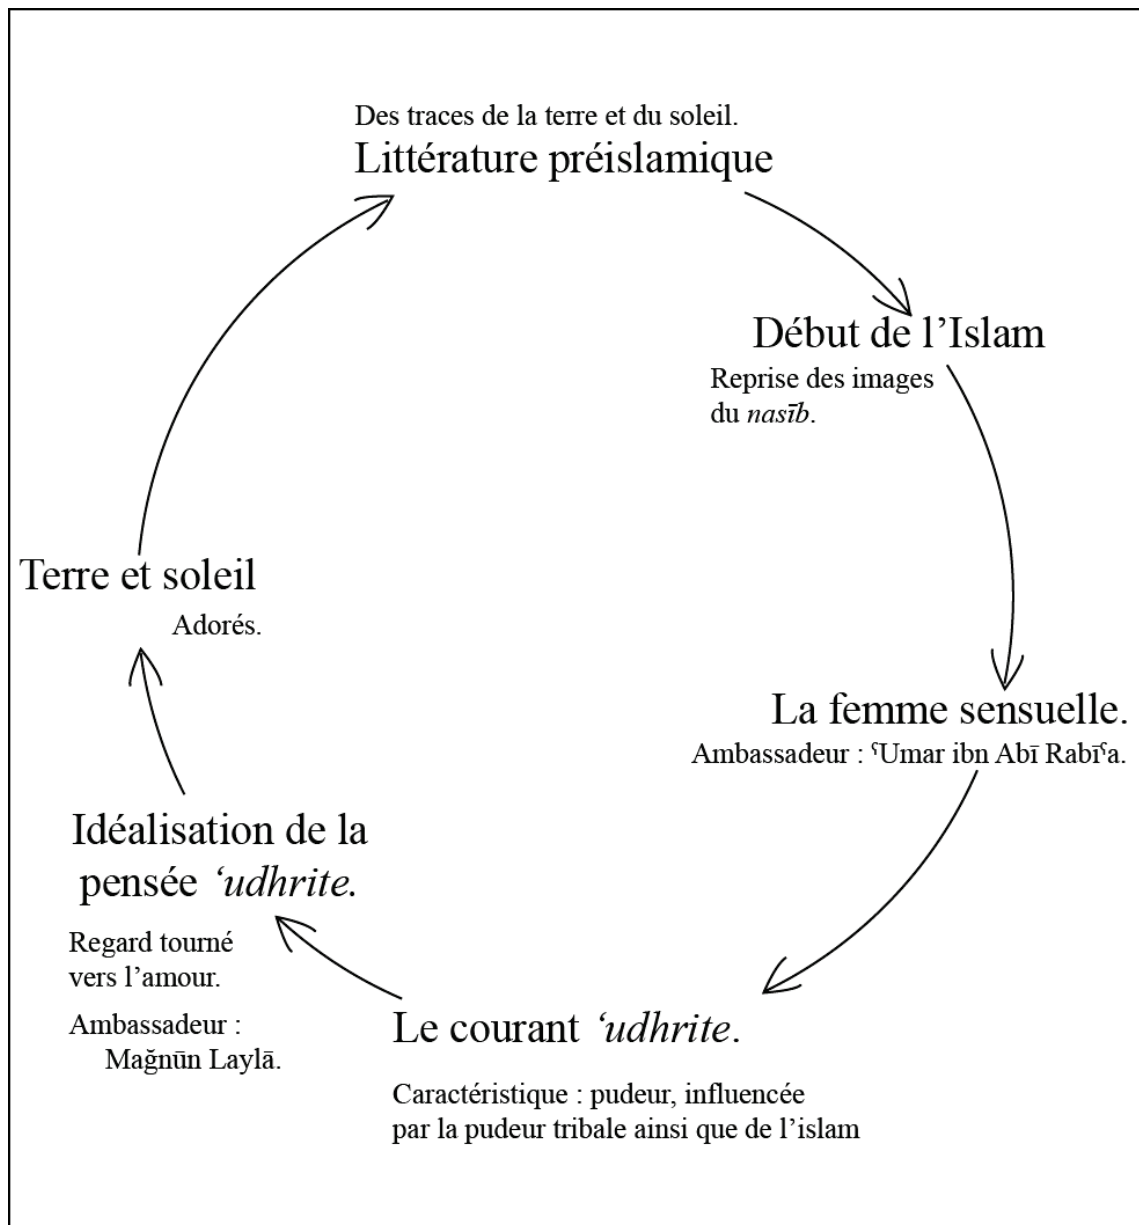 Des traces de la terre et du soleil.
Littérature préislamique
Début de l’Islam
Reprise des images
du nasīb.
La femme sensuelle.
Ambassadeur : ˤUmar ibn Abī Rabīˤa.
Le courant ‘udhrite.
Caractéristique : pudeur, influencée
par la pudeur tribale ainsi que de l’islam
Idéalisation de la
pensée ‘udhrite.
Regard tourné
vers l’amour.
Ambassadeur :
Mağnūn Laylā.
Terre et soleil
Adorés.